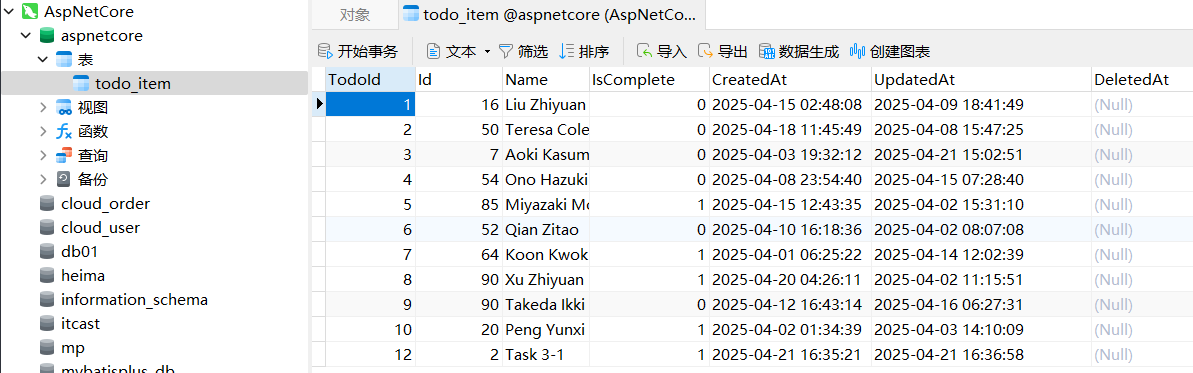 AspNetCore
aspnetcore
表
todo_item
视图
函数
查询
备份
cloud_order
cloud_user
db01
heima
information_schema
itcast
mp
mybatisplus_db
对象 todo_item @aspnetcore (AspNetCo...
开始事务 文本 筛选 排序 导入 导出 数据生成 创建图表
TodoId Id Name IsComplete CreatedAt UpdatedAt DeletedAt
1 16 Liu Zhiyuan 0 2025-04-15 02:48:08 2025-04-09 18:41:49 (Null)
2 50 Teresa Cole 0 2025-04-18 11:45:49 2025-04-08 15:47:25 (Null)
3 7 Aoki Kasum 0 2025-04-03 19:32:12 2025-04-21 15:02:51 (Null)
4 54 Ono Hazuki 0 2025-04-08 23:54:40 2025-04-15 07:28:40 (Null)
5 85 Miyazaki Mo 1 2025-04-15 12:43:35 2025-04-02 15:31:10 (Null)
6 52 Qian Zitao 0 2025-04-10 16:18:36 2025-04-02 08:07:08 (Null)
7 64 Koon Kwok 1 2025-04-01 06:25:22 2025-04-14 12:02:39 (Null)
8 90 Xu Zhiyuan 1 2025-04-20 04:26:11 2025-04-02 11:15:51 (Null)
9 90 Takeda Ikki 0 2025-04-12 16:43:14 2025-04-16 06:27:31 (Null)
10 20 Peng Yunxi 1 2025-04-02 01:34:39 2025-04-03 14:10:09 (Null)
12 2 Task 3-1 1 2025-04-21 16:35:21 2025-04-21 16:36:58 (Null)